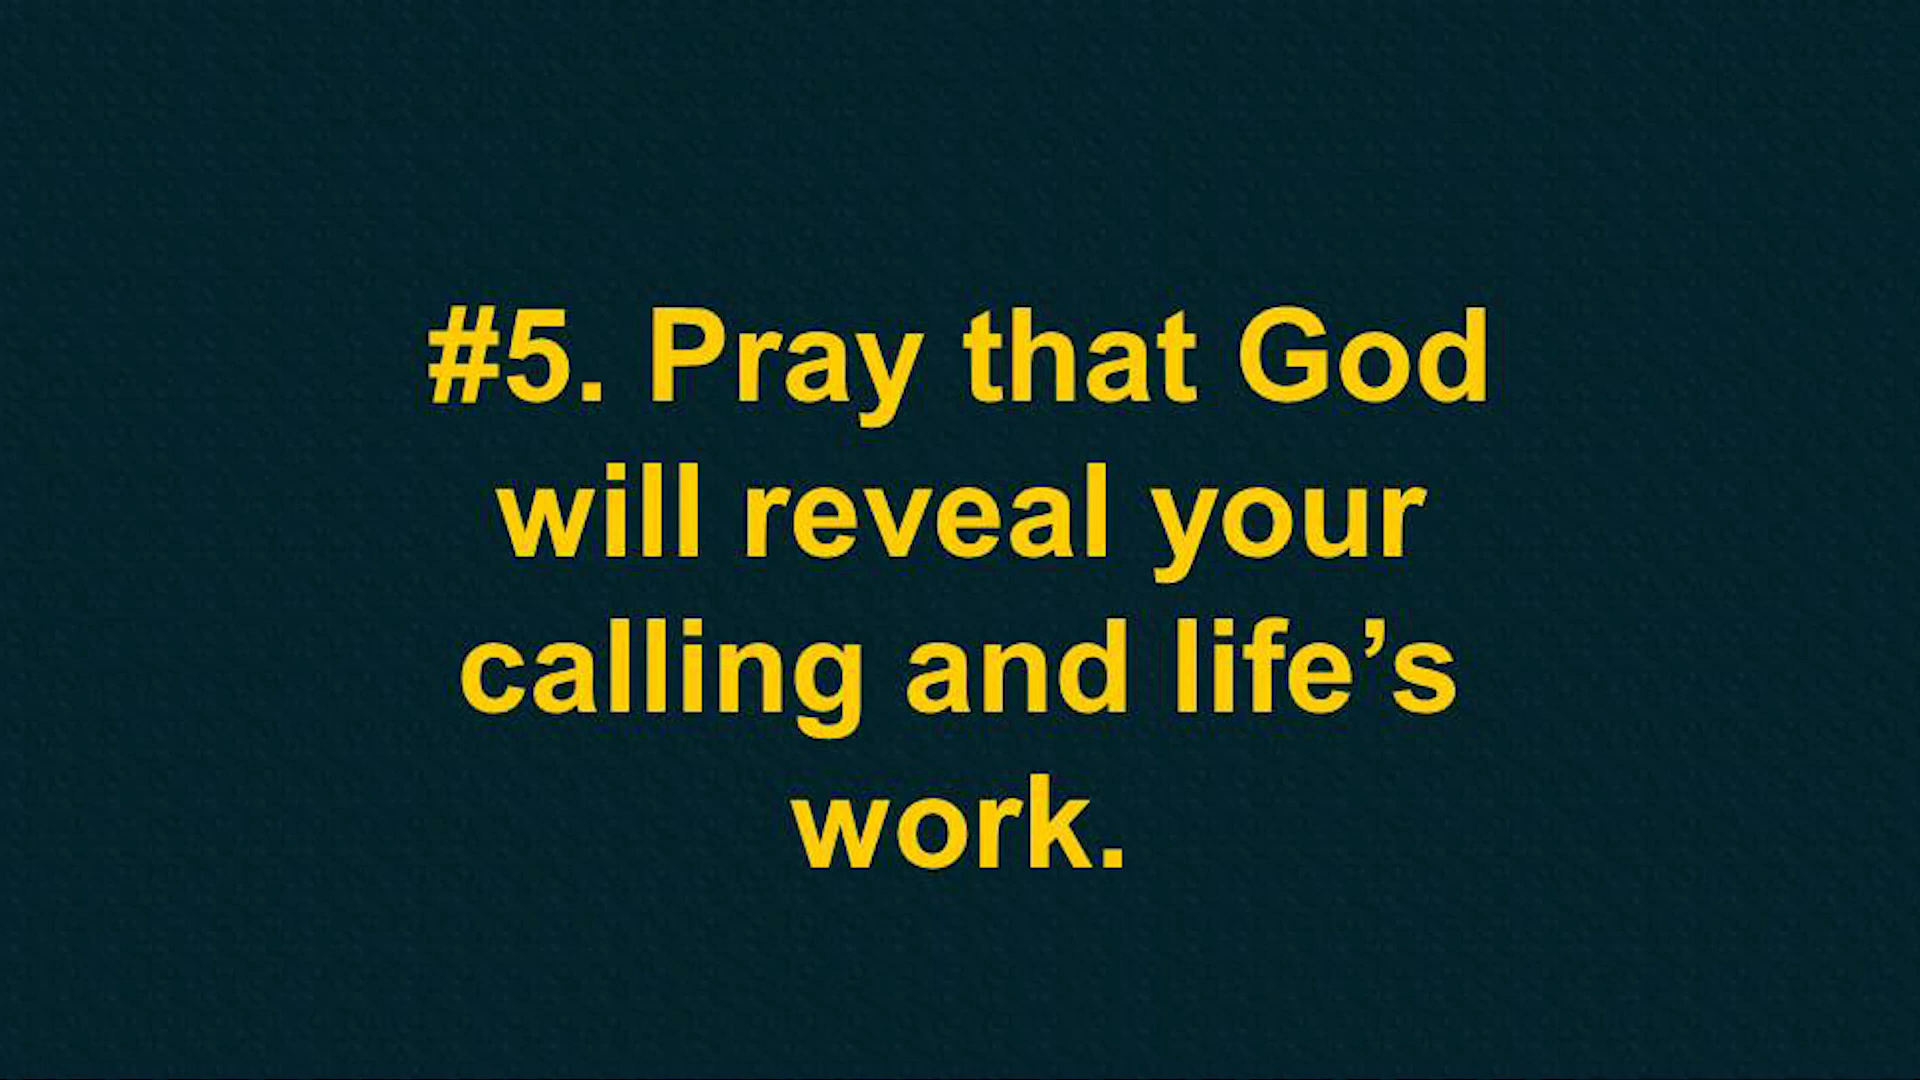 #5. Pray that God
will reveal your
calling and life’s
work.